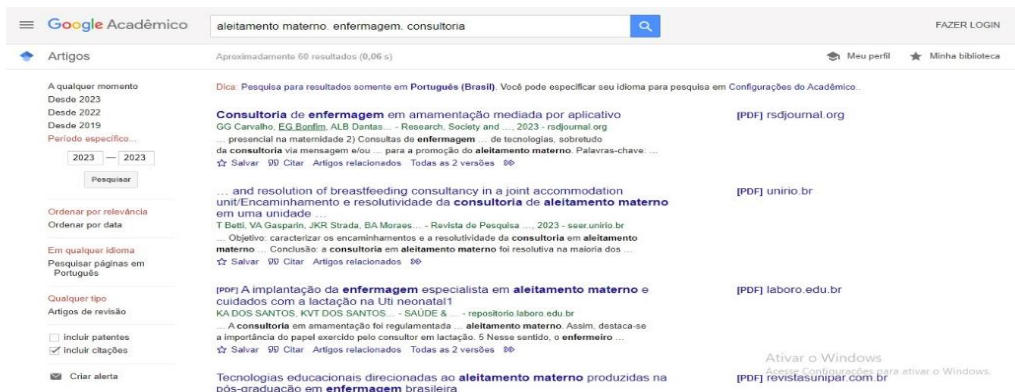 Google Acadêmico
aleitamento materno. enfermagem. consultoria
FAZER LOGIN
Artigos
Aproximadamente 60 resultados (0,06 s)
Meu perfil
Minha biblioteca
A qualquer momento
Desde 2023
Desde 2022
Desde 2019
Período específico...
2023 — 2023
Pesquisar
Ordenar por relevância
Ordenar por data
Em qualquer idioma
Pesquisar páginas em
Português
Qualquer tipo
Artigos de revisão
incluir patentes
incluir citações
Criar alerta
Dica: Pesquisa para resultados somente em Português (Brasil). Você pode especificar seu idioma para pesquisa em Configurações do Acadêmico..
Consultoria de enfermagem em amamentação mediada por aplicativo
GG Carvalho, EG Bonfim, ALB Dantas... - Research, Society and ..., 2023 - rsdjournal.org
... presencial na maternidade 2) Consultas de enfermagem ... de tecnologias, sobretudo
da consultoria via mensagem e/ou ... para a promoção do aleitamento materno. Palavras-chave: ...
Salvar Citar Artigos relacionados Todas as 2 versões
[PDF] rsdjournal.org
... and resolution of breastfeeding consultancy in a joint accommodation
unit/Encaminhamento e resolutividade da consultoria de aleitamento materno
em uma unidade ...
T Betti, VA Gasparin, JKR Strada, BA Moraes... - Revista de Pesquisa ..., 2023 - seer.unirio.br
... Objetivo: caracterizar os encaminhamentos e a resolutividade da consultoria em aleitamento
materno ... Conclusão: a consultoria em aleitamento materno foi resolutiva na maioria dos ...
Salvar Citar Artigos relacionados
[PDF] unirio.br
[PDF] A implantação da enfermagem especialista em aleitamento materno e
cuidados com a lactação na Uti neonatal1
KA DOS SANTOS, KVT DOS SANTOS... - SAÚDE & ... - repositorio.laboro.edu.br
... A consultoria em amamentação foi regulamentada ... aleitamento materno. Assim, destaca-se
a importância do papel exercido pelo consultor em lactação. 5 Nesse sentido, o enfermeiro ...
Salvar Citar Artigos relacionados Todas as 2 versões
[PDF] laboro.edu.br
Tecnologias educacionais direcionadas ao aleitamento materno produzidas na
pós-graduação em enfermagem brasileira
[PDF] revistasunipar.com.br
Ativar o Windows
Acesse Configurações para ativar o Windows.